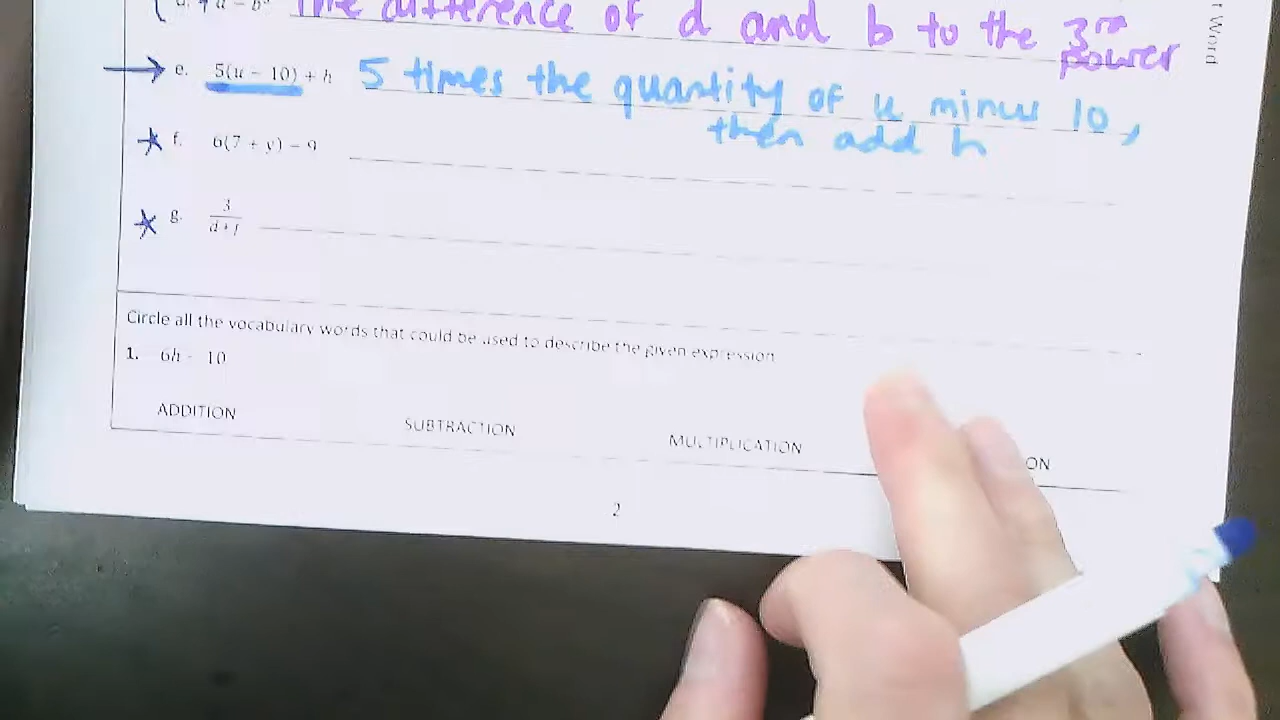 The difference of d and b to the 3rd
power
t Word
e. 5(u - 10) + h 5 times the quantity of u minus 10,
then add h
f. 6(7 + y) - 9
g. 3
Circle all the vocabulary words that could be used to describe the given expression
1. 6h - 10
ADDITION SUBTRACTION MULTIPLICATION ON
2